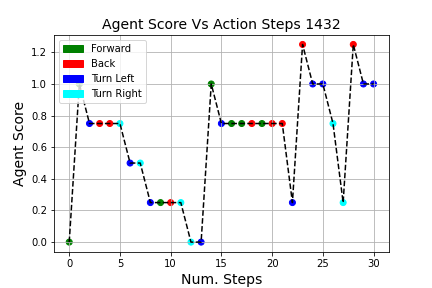 Agent Score Vs Action Steps 1432
Forward
Back
Turn Left
Turn Right
Agent Score
1.2
1.0
0.8
0.6
0.4
0.2
0.0
0 5 10 15 20 25 30
Num. Steps